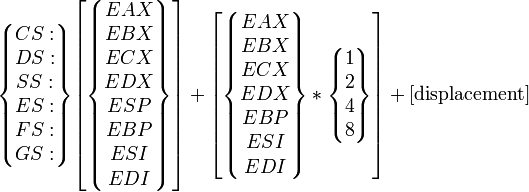 CS :
DS :
SS :
ES :
FS :
GS :
EAX
EBX
ECX
EDX
ESP
EBP
ESI
EDI
+
EAX
EBX
ECX
EDX
EBP
ESI
EDI
*
1
2
4
8
+ [displacement]